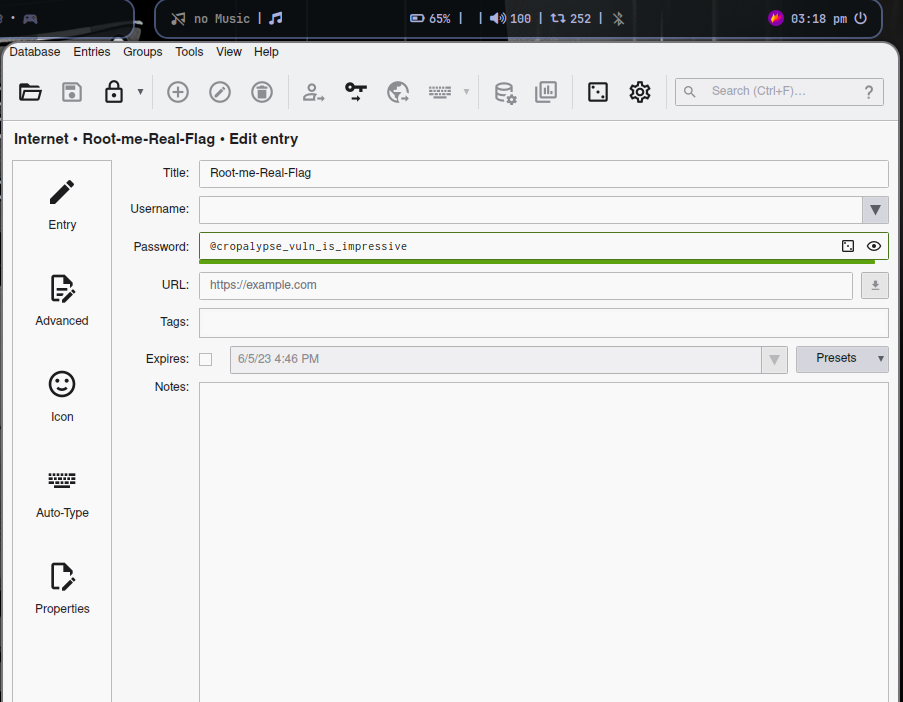 no Music | 65% | | 100 | 252 | 03:18 pm
Database Entries Groups Tools View Help
Search (Ctrl+F)... ?
Internet • Root-me-Real-Flag • Edit entry
Title: Root-me-Real-Flag
Entry
Username:
Password: @cropalypse_vuln_is_impressive
URL: https://example.com
Advanced
Tags:
Expires: 6/5/23 4:46 PM Presets
Notes:
Icon
Auto-Type
Properties